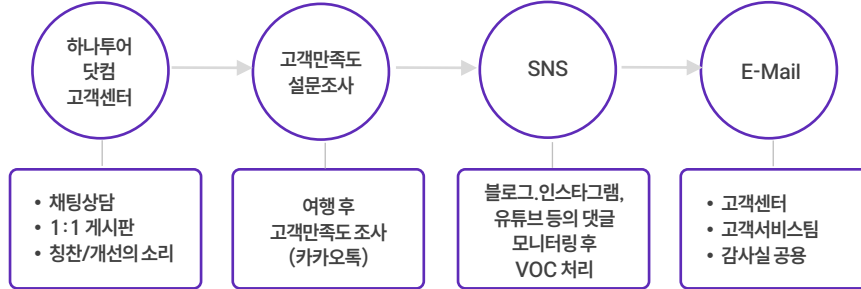 하나투어
닷컴
고객센터
고객만족도
설문조사
SNS
E-Mail
• 채팅상담
• 1:1 게시판
• 칭찬/개선의 소리
여행 후
고객만족도 조사
(카카오톡)
블로그.인스타그램,
유튜브 등의 댓글
모니터링 후
VOC 처리
• 고객센터
• 고객서비스팀
• 감사실 공용